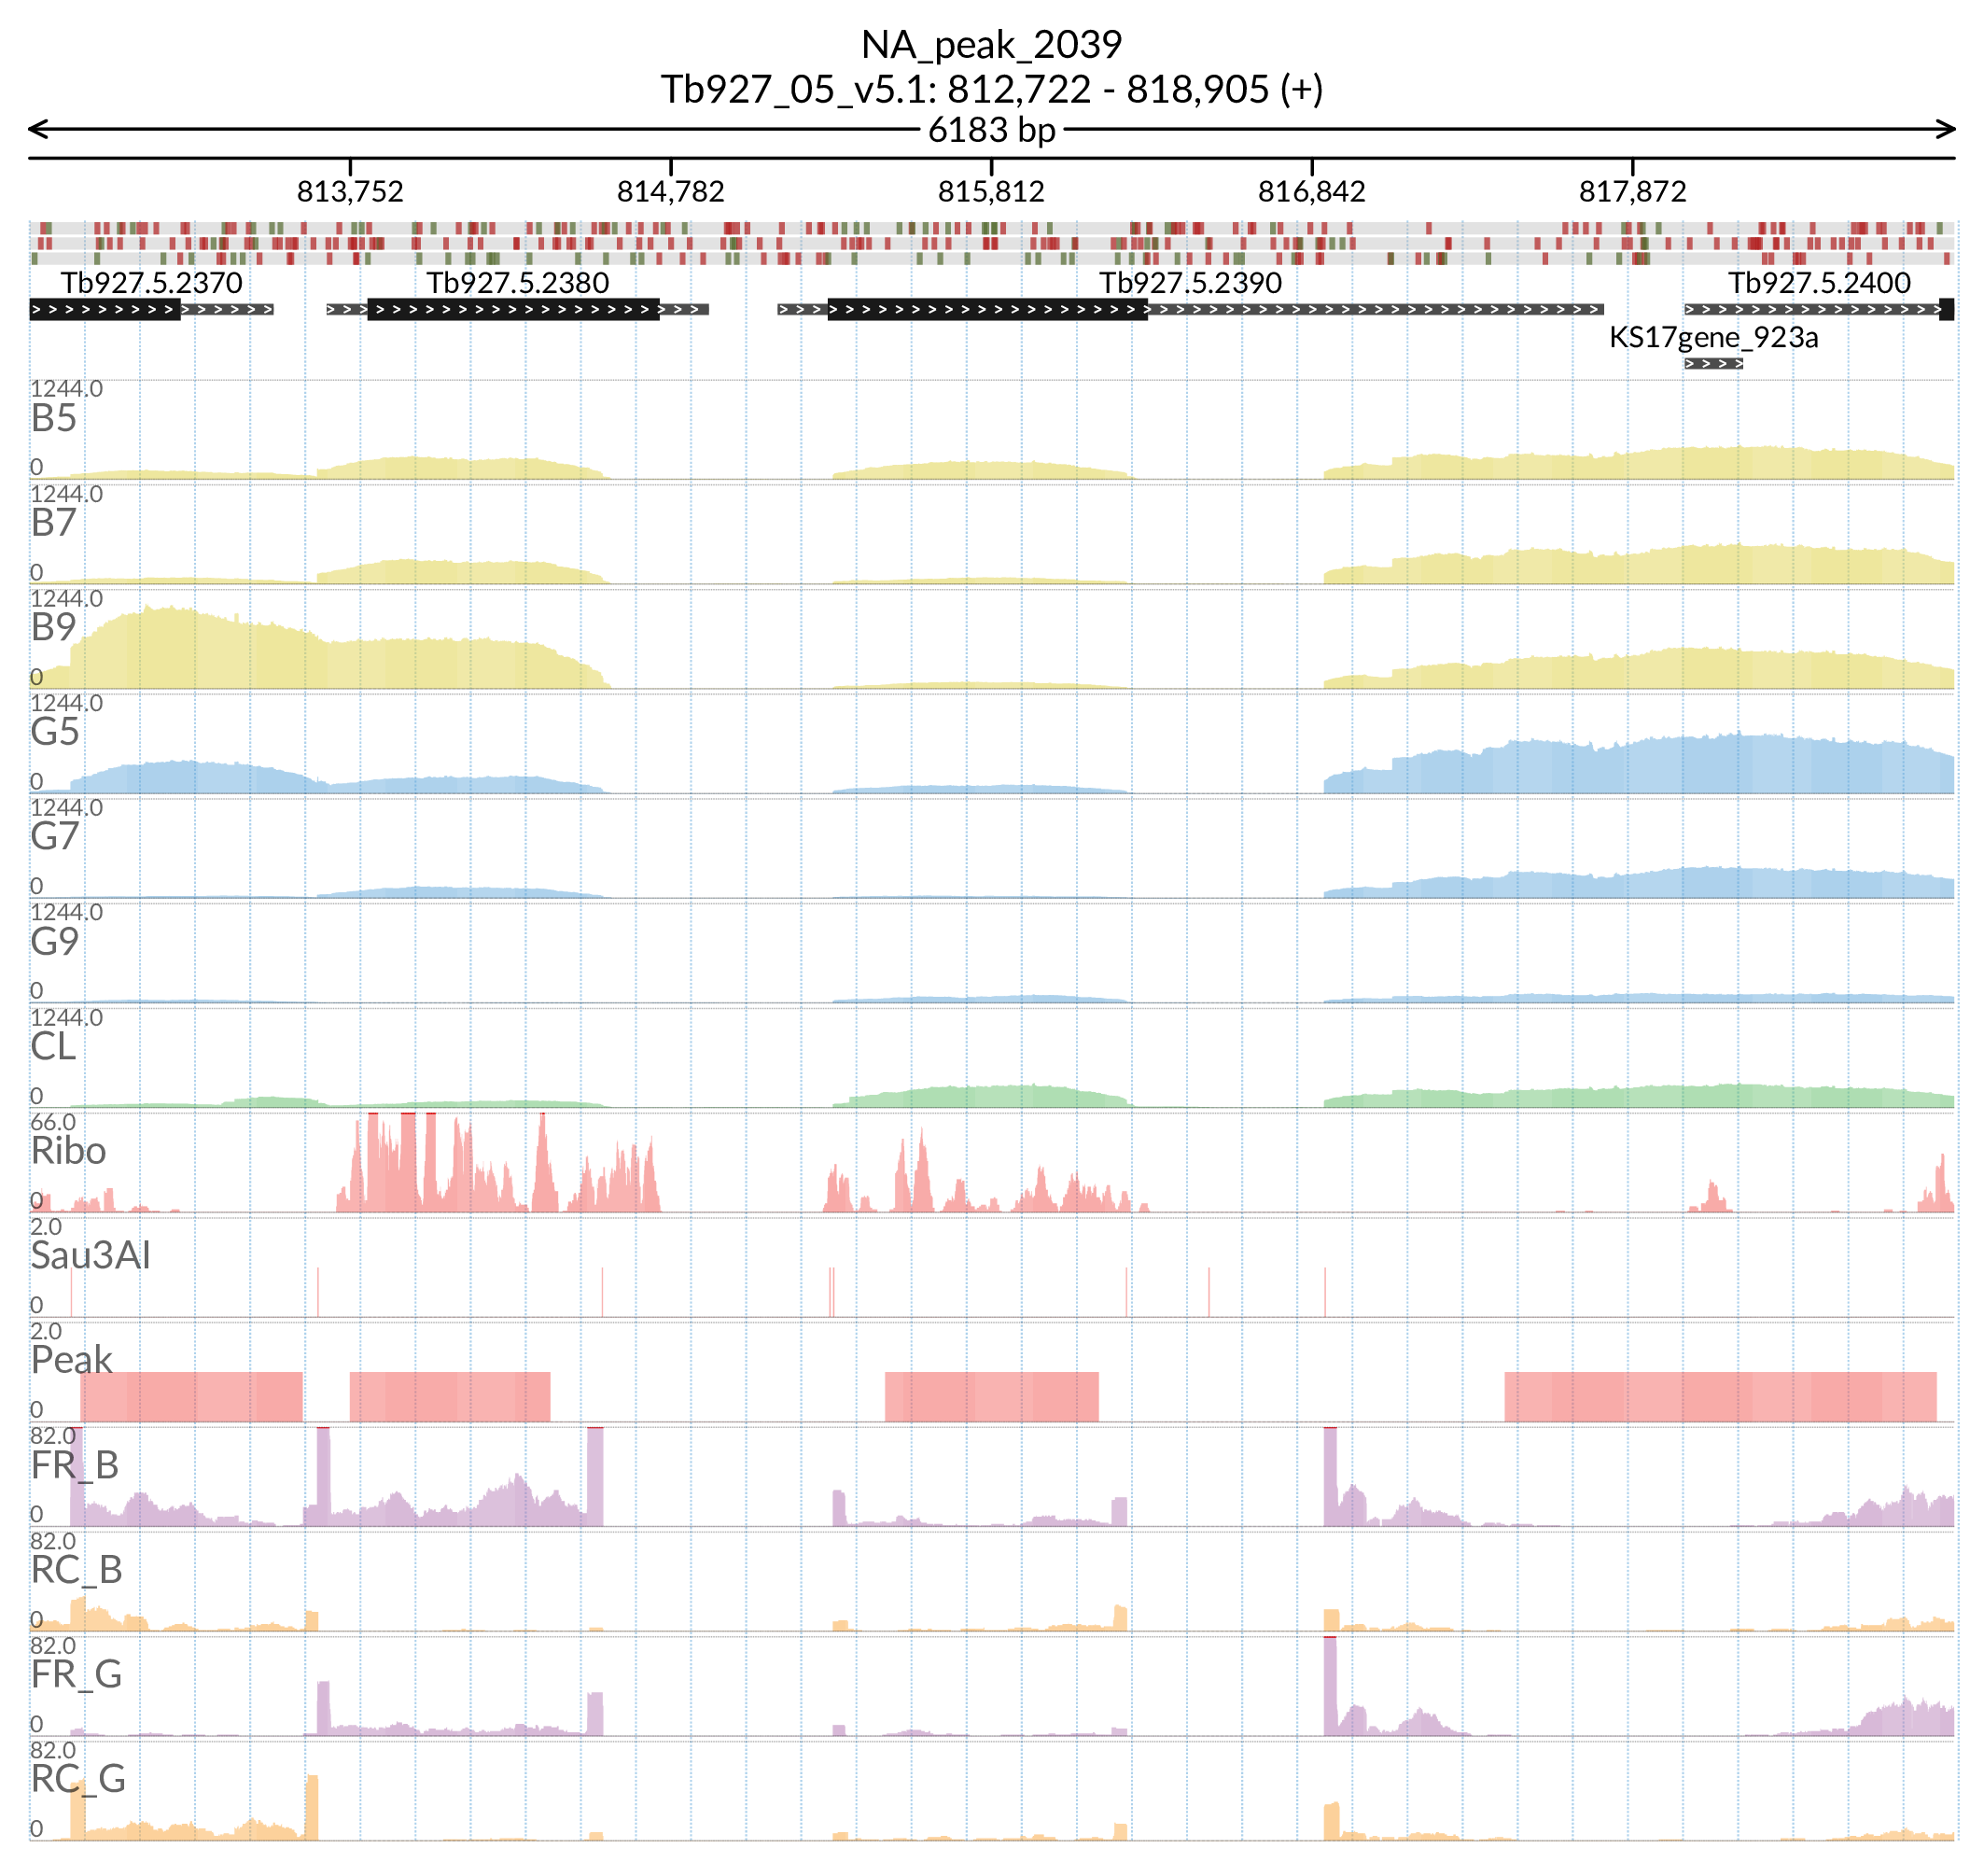 NA_peak_2039
Tb927_05_v5.1: 812,722 - 818,905 (+)
6183 bp
813,752 814,782 815,812 816,842 817,872
Tb927.5.2370 Tb927.5.2380 Tb927.5.2390 Tb927.5.2400
KS17gene_923a
1244.0
B5
0
1244.0
B7
0
1244.0
B9
0
1244.0
G5
0
1244.0
G7
0
1244.0
G9
0
1244.0
CL
0
66.0
Ribo
0
2.0
Sau3AI
0
2.0
Peak
0
82.0
FR_B
0
82.0
RC_B
0
82.0
FR_G
0
82.0
RC_G
0